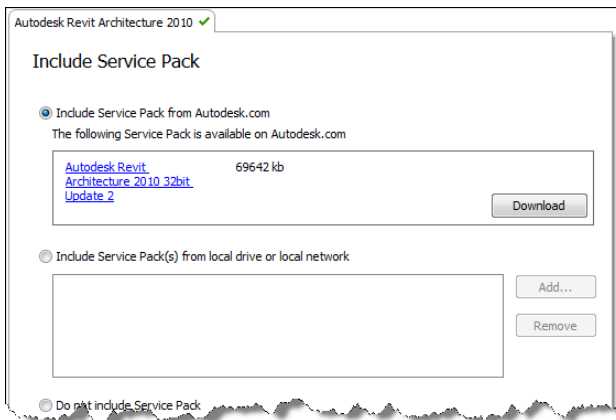 Autodesk Revit Architecture 2010
Include Service Pack
Include Service Pack from Autodesk.com
The following Service Pack is available on Autodesk.com
Autodesk Revit 69642 kb
Architecture 2010 32bit
Update 2
Download
Include Service Pack(s) from local drive or local network
Add...
Remove
Do not include Service Pack